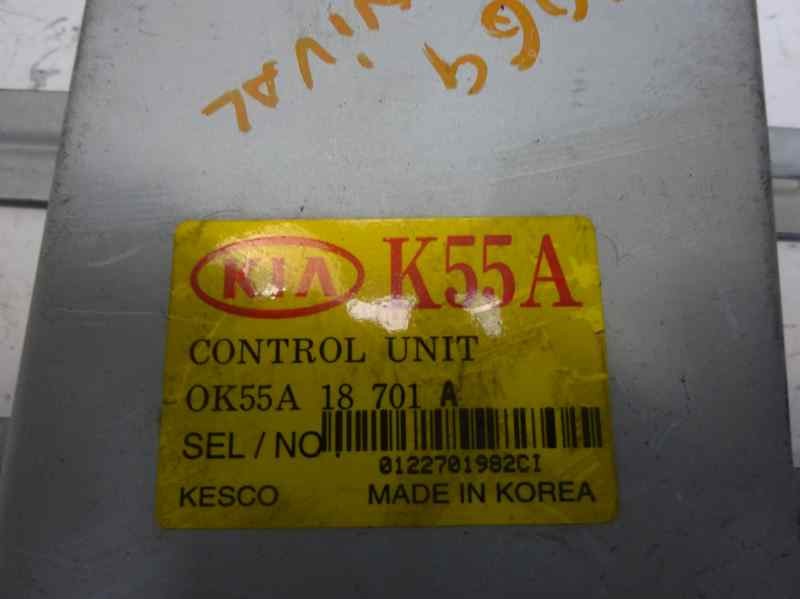 KIA K55A
CONTROL UNIT
OK55A 18 701 A
SEL / NO.
0122701982CI
KESCO MADE IN KOREA